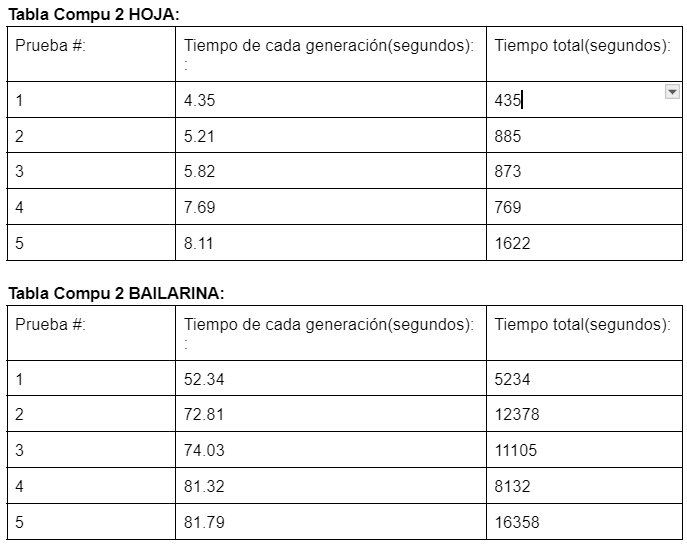 Tabla Compu 2 HOJA:
Prueba #: Tiempo de cada generación(segundos): Tiempo total(segundos):
:
1 4.35 435
2 5.21 885
3 5.82 873
4 7.69 769
5 8.11 1622
Tabla Compu 2 BAILARINA:
Prueba #: Tiempo de cada generación(segundos): Tiempo total(segundos):
:
1 52.34 5234
2 72.81 12378
3 74.03 11105
4 81.32 8132
5 81.79 16358